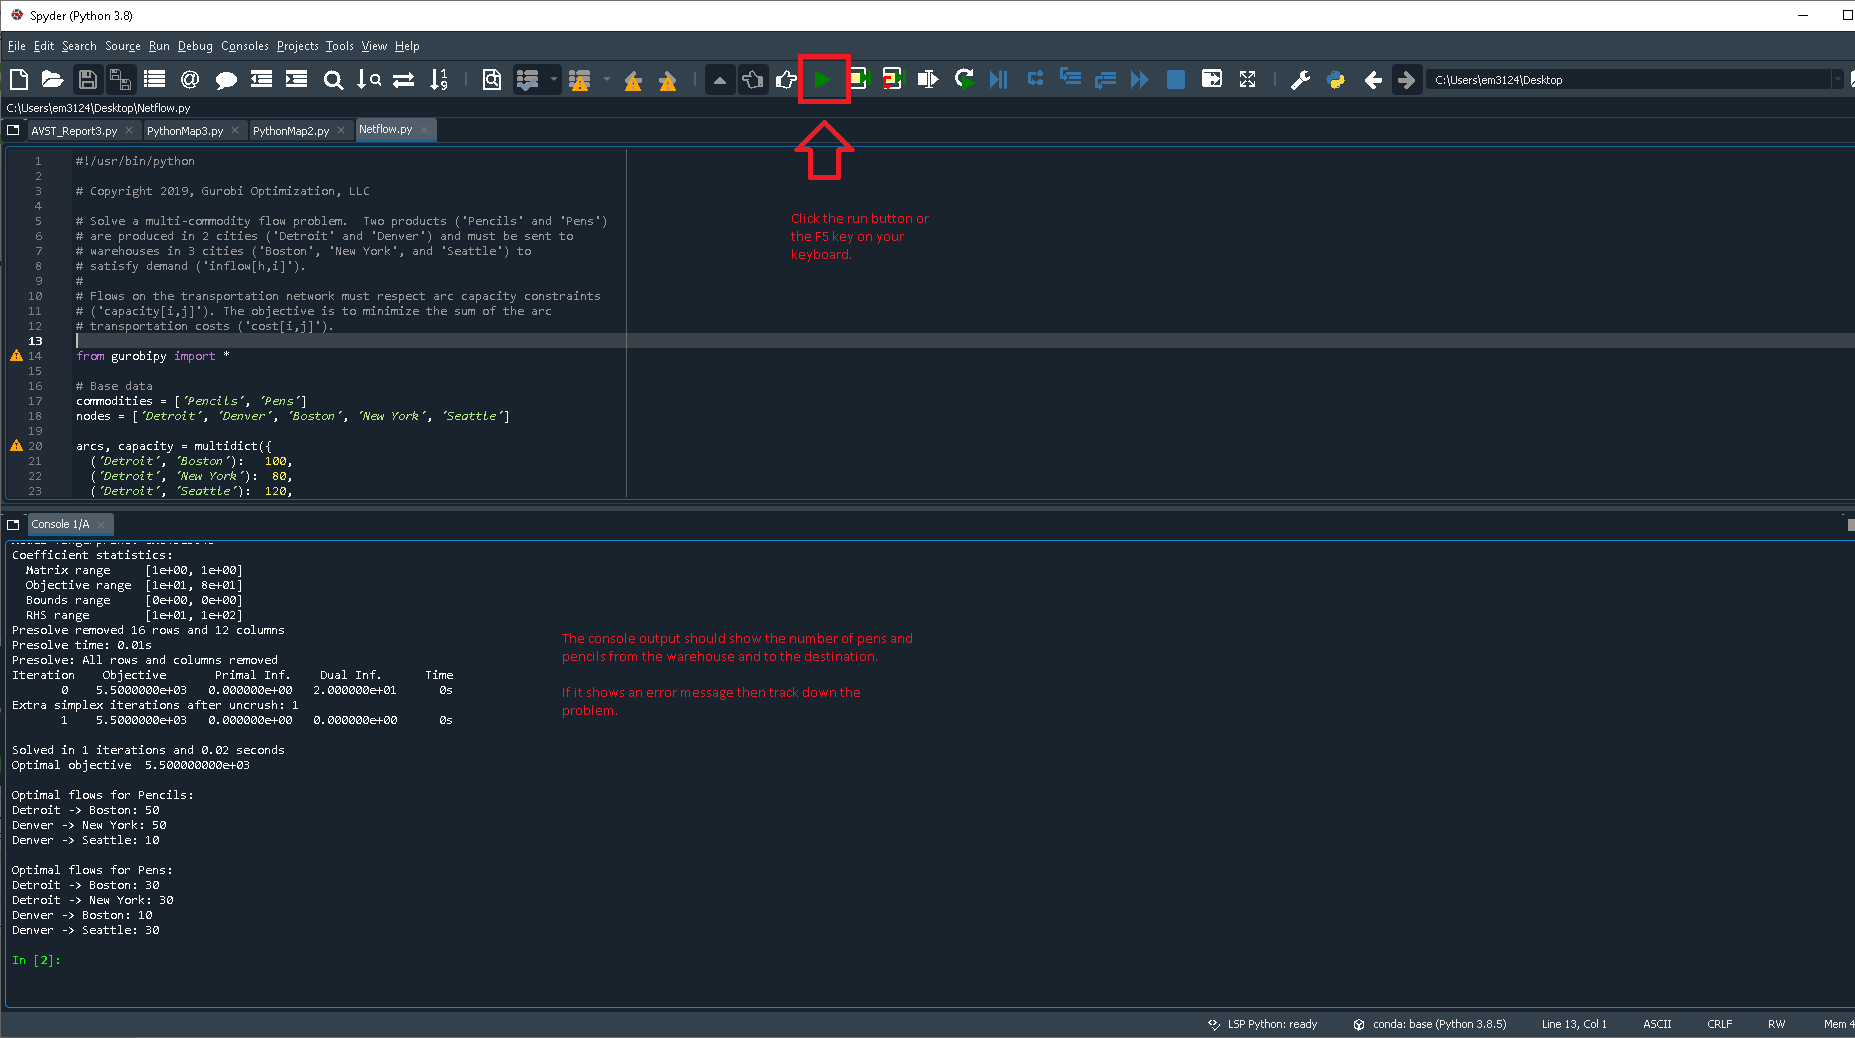 Spyder (Python 3.8)
File Edit Search Source Run Debug Consoles Projects Tools View Help
C:\Users\em3124\Desktop
C:\Users\em3124\Desktop\Netflow.py
AVST_Report3.py PythonMap3.py PythonMap2.py Netflow.py
1 #!/usr/bin/python
2
3 # Copyright 2019, Gurobi Optimization, LLC
4
5 # Solve a multi-commodity flow problem.  Two products ('Pencils' and 'Pens')
6 # are produced in 2 cities ('Detroit' and 'Denver') and must be sent to
7 # warehouses in 3 cities ('Boston', 'New York', and 'Seattle') to
8 # satisfy demand ('inflow[h,i]').
9 #
10 # Flows on the transportation network must respect arc capacity constraints
11 # ('capacity[i,j]'). The objective is to minimize the sum of the arc
12 # transportation costs ('cost[i,j]').
13
14 from gurobipy import *
15
16 # Base data
17 commodities = ['Pencils', 'Pens']
18 nodes = ['Detroit', 'Denver', 'Boston', 'New York', 'Seattle']
19
20 arcs, capacity = multidict({
21 ('Detroit', 'Boston'):   100,
22 ('Detroit', 'New York'):  80,
23 ('Detroit', 'Seattle'):  120,
Click the run button or
the F5 key on your
keyboard.
Console 1/A
Coefficient statistics:
Matrix range     [1e+00, 1e+00]
Objective range  [1e+01, 8e+01]
Bounds range     [0e+00, 0e+00]
RHS range        [1e+01, 1e+02]
Presolve removed 16 rows and 12 columns
Presolve time: 0.01s
Presolve: All rows and columns removed
Iteration    Objective       Primal Inf.    Dual Inf.      Time
0    5.5000000e+03   0.000000e+00   2.000000e+01      0s
Extra simplex iterations after uncrush: 1
1    5.5000000e+03   0.000000e+00   0.000000e+00      0s
Solved in 1 iterations and 0.02 seconds
Optimal objective  5.500000000e+03
Optimal flows for Pencils:
Detroit -> Boston: 50
Denver -> New York: 50
Denver -> Seattle: 10
Optimal flows for Pens:
Detroit -> Boston: 30
Detroit -> New York: 30
Denver -> Boston: 10
Denver -> Seattle: 30
In [2]:
The console output should show the number of pens and
pencils from the warehouse and to the destination.
If it shows an error message then track down the
problem.
LSP Python: ready conda: base (Python 3.8.5) Line 13, Col 1 ASCII CRLF RW Mem 4